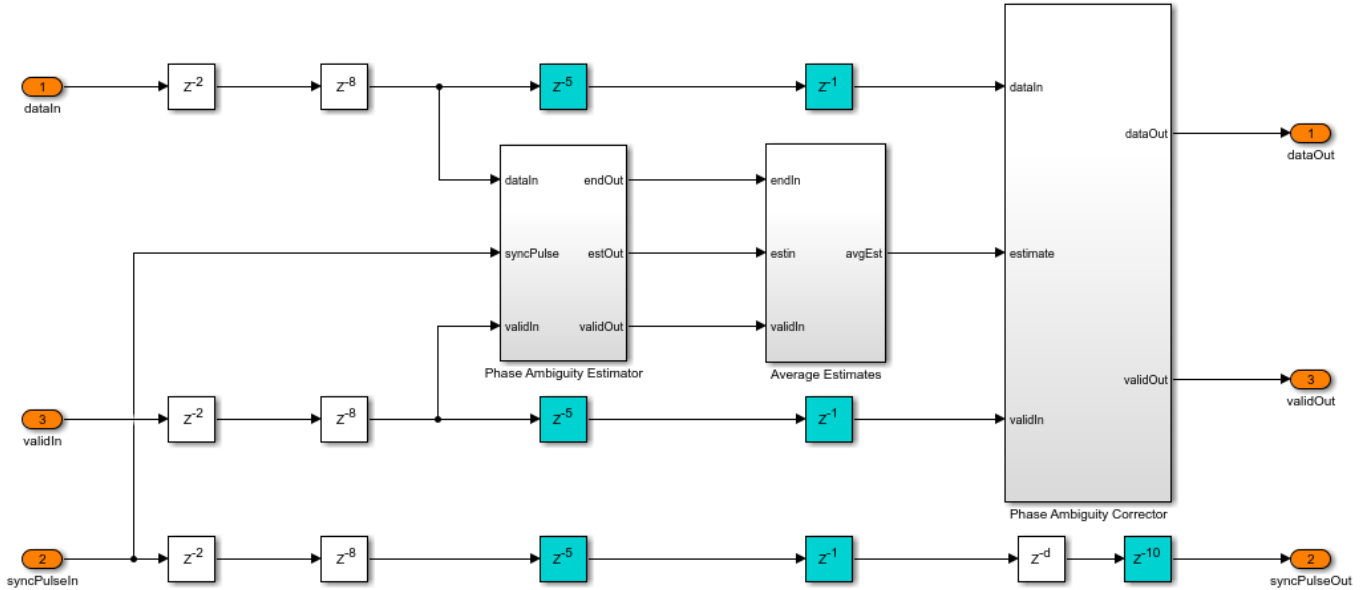 1
dataIn
z-2
z-8
z-5
z-1
dataIn
dataOut
1
dataOut
dataIn
endOut
endIn
syncPulse
estOut
estin
avgEst
estimate
validIn
validOut
validIn
Phase Ambiguity Estimator
Average Estimates
validOut
3
validOut
3
validIn
z-2
z-8
z-5
z-1
validIn
Phase Ambiguity Corrector
2
syncPulseIn
z-2
z-8
z-5
z-1
z-d
z-10
2
syncPulseOut